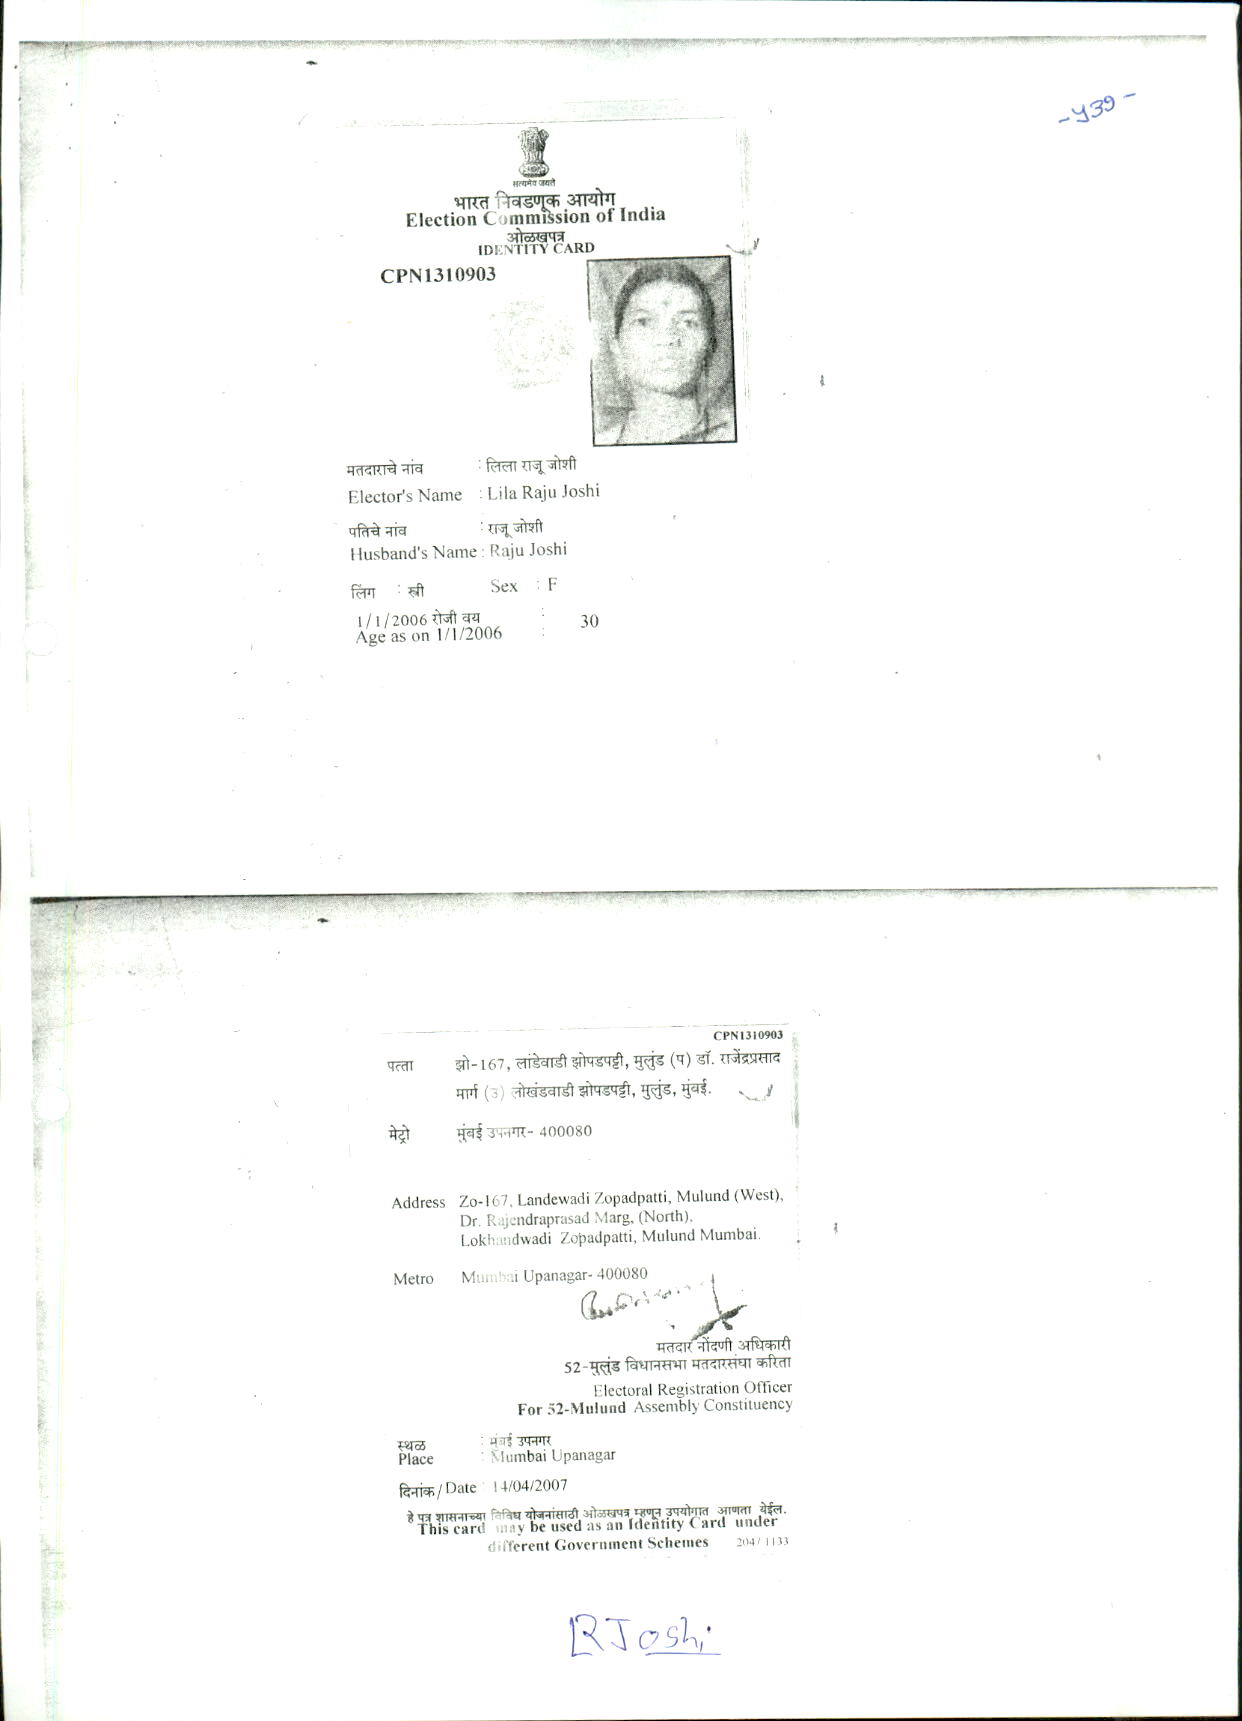 -439-
सत्यमेव जयते
भारत निवडणूक आयोग
Election Commission of India
ओळखपत्र
IDENTITY CARD
CPN1310903
मतदाराचे नांव : लिला राजू जोशी
Elector's Name : Lila Raju Joshi
पतिचे नांव : राजू जोशी
Husband's Name : Raju Joshi
लिंग : स्त्री Sex : F
1/1/2006 रोजी वय :
Age as on 1/1/2006 : 30
CPN1310903
पत्ता झो-167, लांडेवाडी झोपडपट्टी, मुलुंड (प) डॉ. राजेंद्रप्रसाद
मार्ग (उ) लोखंडवाडी झोपडपट्टी, मुलुंड, मुंबई.
मेट्रो मुंबई उपनगर- 400080
Address Zo-167, Landewadi Zopadpatti, Mulund (West),
Dr. Rajendraprasad Marg, (North),
Lokhandwadi Zopadpatti, Mulund Mumbai.
Metro Mumbai Upanagar- 400080
मतदार नोंदणी अधिकारी
52-मुलुंड विधानसभा मतदारसंघा करिता
Electoral Registration Officer
For 52-Mulund Assembly Constituency
स्थळ : मुंबई उपनगर
Place : Mumbai Upanagar
दिनांक/Date : 14/04/2007
हे पत्र शासनाच्या विविध योजनांसाठी ओळखपत्र म्हणून उपयोगात आणता येईल.
This card may be used as an Identity Card under
different Government Schemes 204/ 1133
LRJoshi